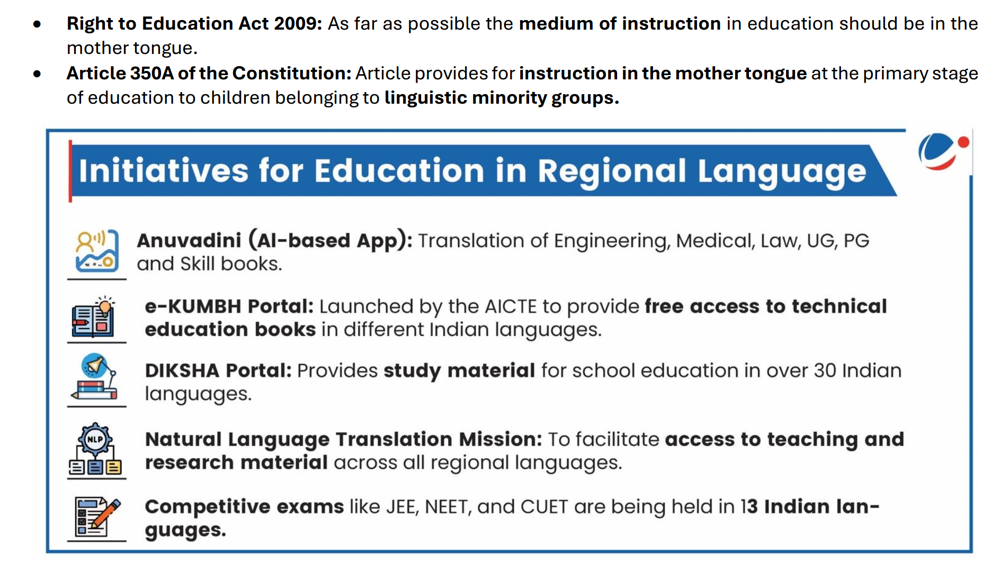 • Right to Education Act 2009: As far as possible the medium of instruction in education should be in the
mother tongue.
• Article 350A of the Constitution: Article provides for instruction in the mother tongue at the primary stage
of education to children belonging to linguistic minority groups.
Initiatives for Education in Regional Language
Anuvadini (AI-based App): Translation of Engineering, Medical, Law, UG, PG
and Skill books.
e-KUMBH Portal: Launched by the AICTE to provide free access to technical
education books in different Indian languages.
DIKSHA Portal: Provides study material for school education in over 30 Indian
languages.
NLP
Natural Language Translation Mission: To facilitate access to teaching and
research material across all regional languages.
Competitive exams like JEE, NEET, and CUET are being held in 13 Indian lan-
guages.